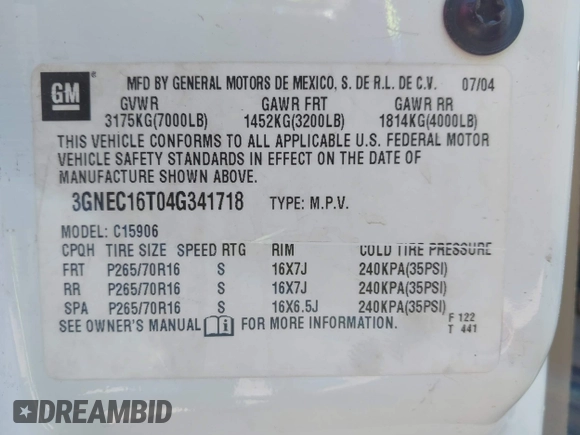 GM
MFD BY GENERAL MOTORS DE MEXICO, S. DE R.L. DE C.V. 07/04
GVWR GAWR FRT GAWR RR
3175KG(7000LB) 1452KG(3200LB) 1814KG(4000LB)
THIS VEHICLE CONFORMS TO ALL APPLICABLE U.S. FEDERAL MOTOR
VEHICLE SAFETY STANDARDS IN EFFECT ON THE DATE OF
MANUFACTURE SHOWN ABOVE.
3GNEC16T04G341718 TYPE: M.P.V.
MODEL: C15906
CPQH TIRE SIZE SPEED RTG RIM COLD TIRE PRESSURE
FRT P265/70R16 S 16X7J 240KPA(35PSI)
RR P265/70R16 S 16X7J 240KPA(35PSI)
SPA P265/70R16 S 16X6.5J 240KPA(35PSI)
SEE OWNER'S MANUAL i FOR MORE INFORMATION.
F 122
T 441
DREAMBID